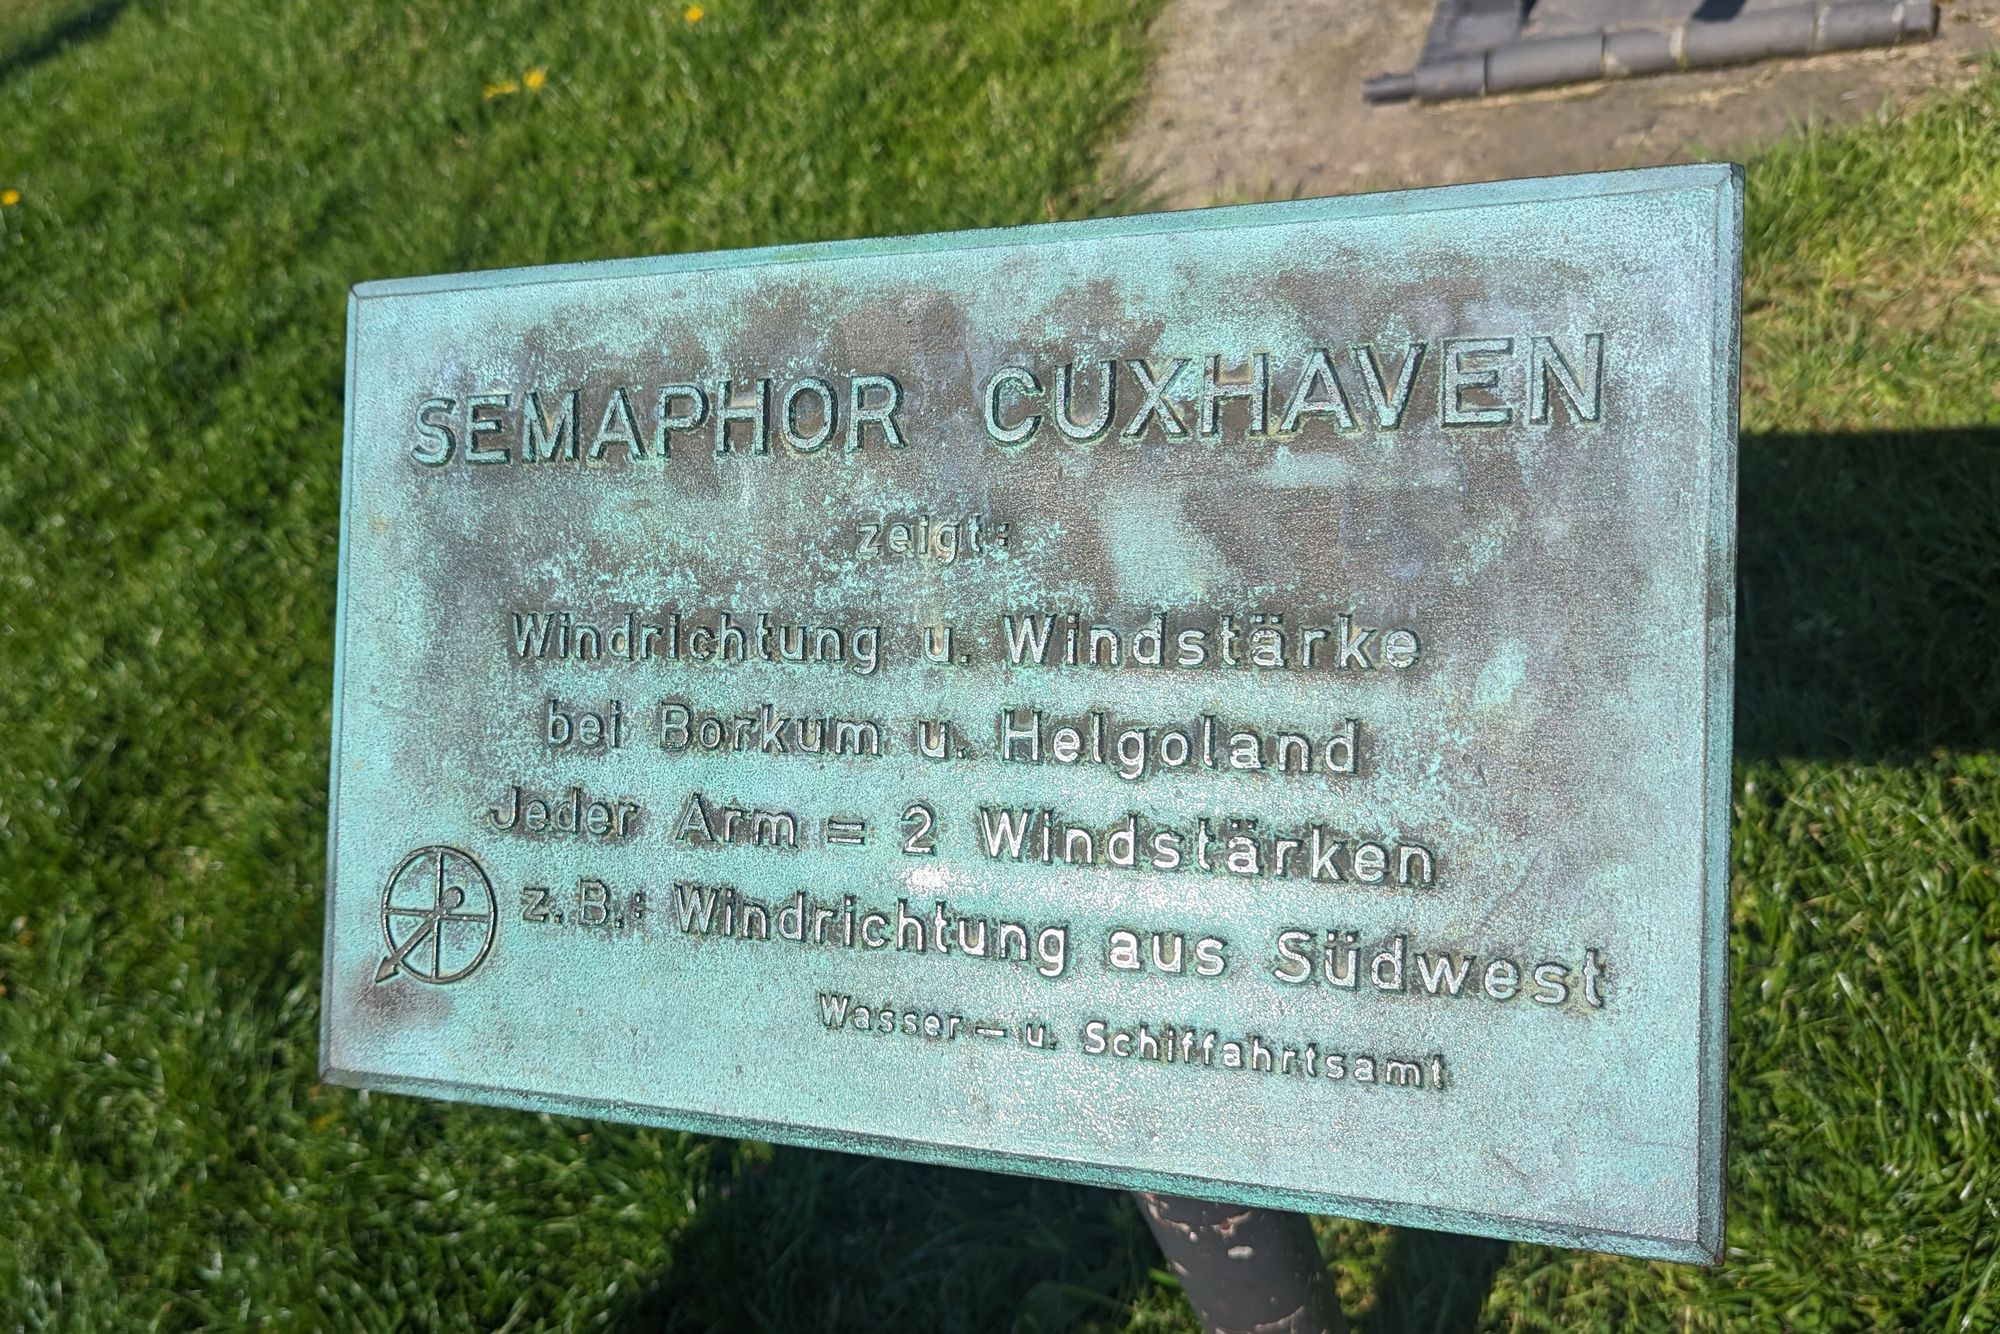 SEMAPHOR CUXHAVEN
zeigt:
Windrichtung u. Windstärke
bei Borkum u. Helgoland
Jeder Arm = 2 Windstärken
z.B.: Windrichtung aus Südwest
Wasser- u. Schiffahrtsamt